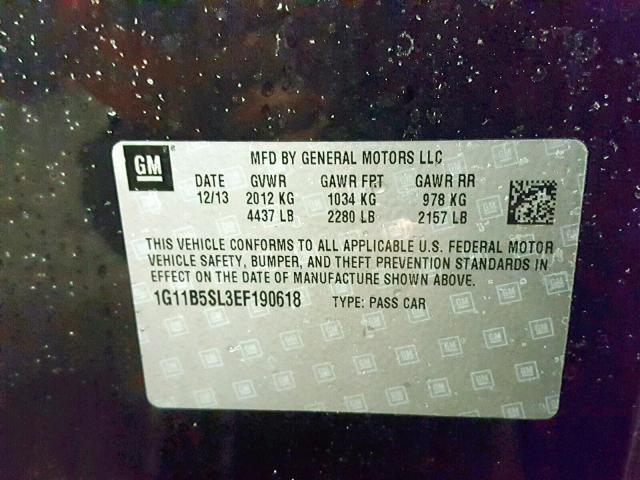 GM
MFD BY GENERAL MOTORS LLC
DATE GVWR GAWR FRT GAWR RR
12/13 2012 KG 1034 KG 978 KG
4437 LB 2280 LB 2157 LB
THIS VEHICLE CONFORMS TO ALL APPLICABLE U.S. FEDERAL MOTOR
VEHICLE SAFETY, BUMPER, AND THEFT PREVENTION STANDARDS IN
EFFECT ON THE DATE OF MANUFACTURE SHOWN ABOVE.
1G11B5SL3EF190618 TYPE: PASS CAR